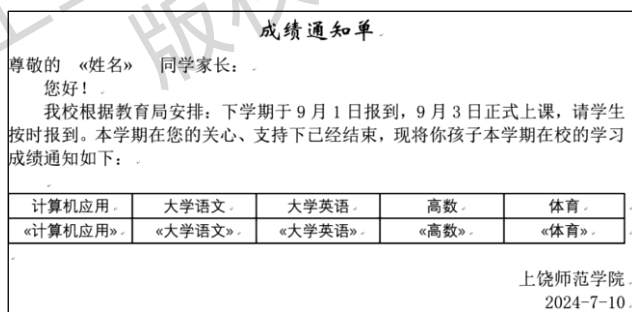 成绩通知单
尊敬的 «姓名» 同学家长：
您好！
我校根据教育局安排：下学期于9月1日报到，9月3日正式上课，请学生
按时报到。本学期在您的关心、支持下已经结束，现将你孩子本学期在校的学习
成绩通知如下：
计算机应用 大学语文 大学英语 高数 体育
«计算机应用» «大学语文» «大学英语» «高数» «体育»
上饶师范学院
2024-7-10